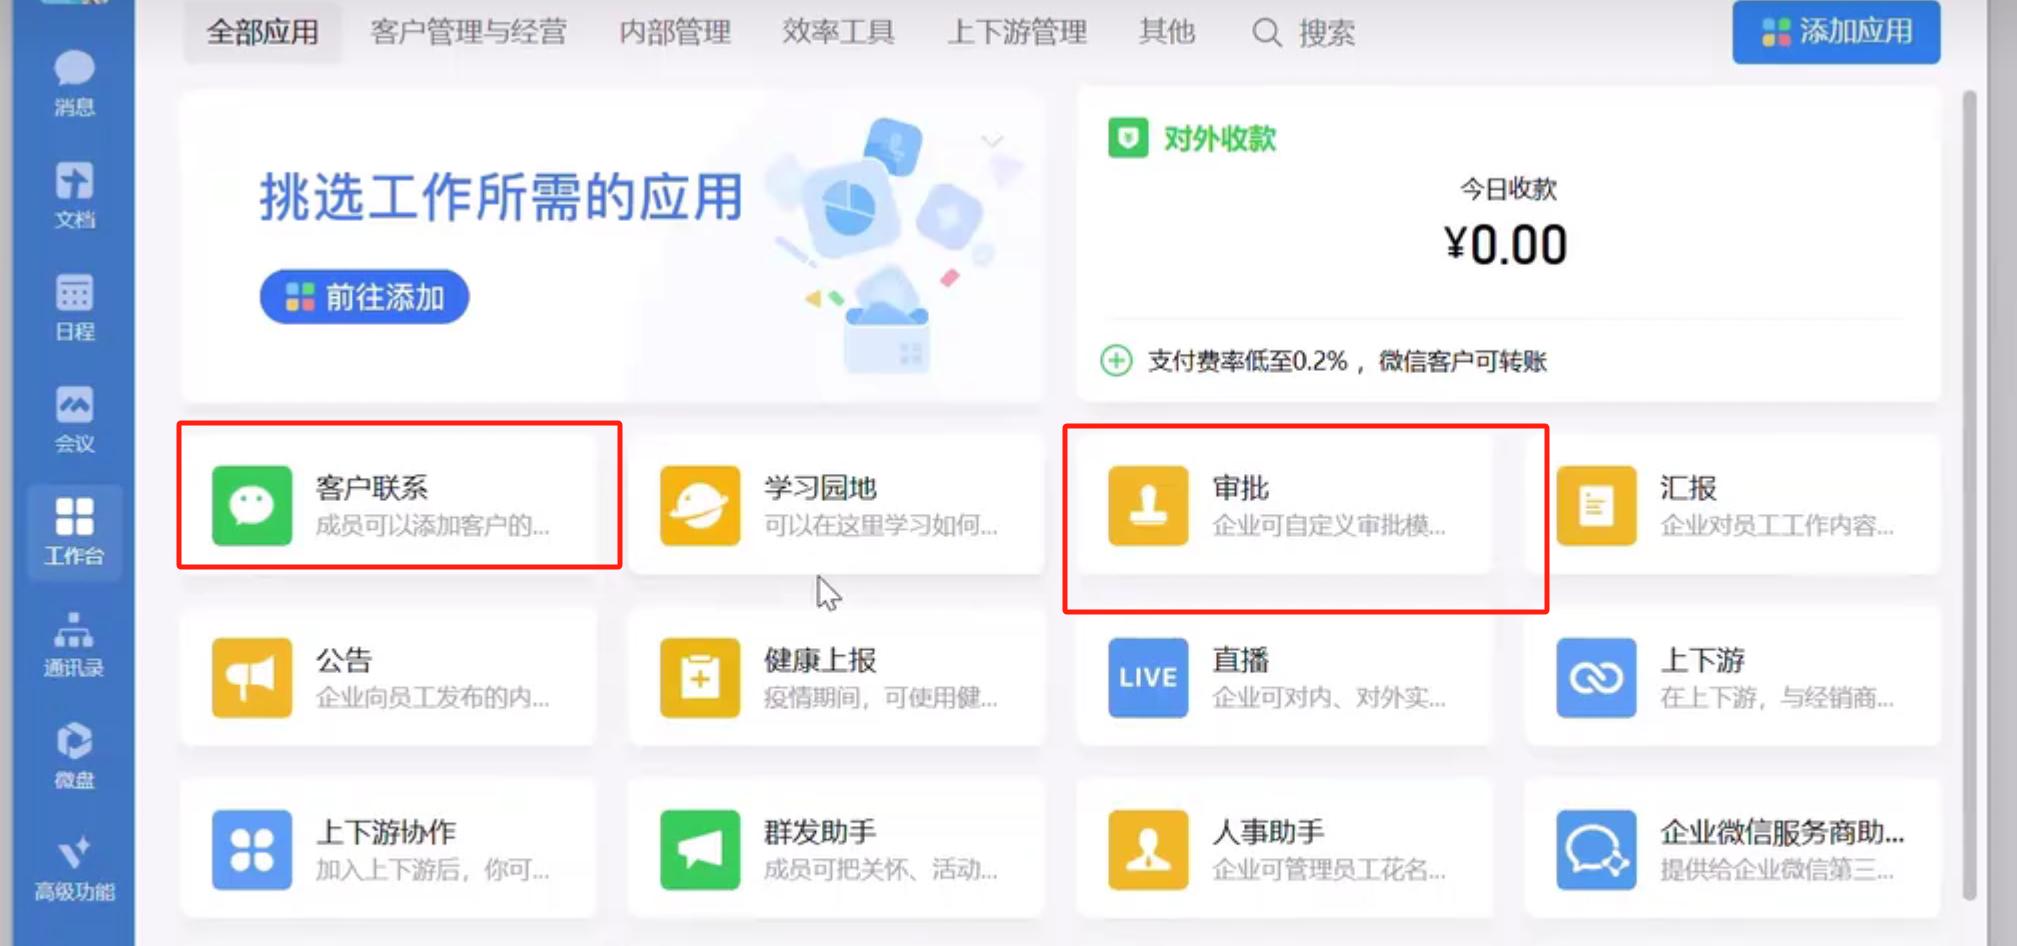 全部应用 客户管理与经营 内部管理 效率工具 上下游管理 其他 搜索 添加应用
消息
文档
日程
会议
工作台
通讯录
微盘
高级功能
挑选工作所需的应用
前往添加
对外收款
今日收款
¥0.00
支付费率低至0.2%，微信客户可转账
客户联系
成员可以添加客户的...
学习园地
可以在这里学习如何...
审批
企业可自定义审批模...
汇报
企业对员工工作内容...
公告
企业向员工发布的内...
健康上报
疫情期间，可使用健...
LIVE
直播
企业可对内、对外实...
上下游
在上下游，与经销商...
上下游协作
加入上下游后，你可...
群发助手
成员可把关怀、活动...
人事助手
企业可管理员工花名...
企业微信服务商助...
提供给企业微信第三...